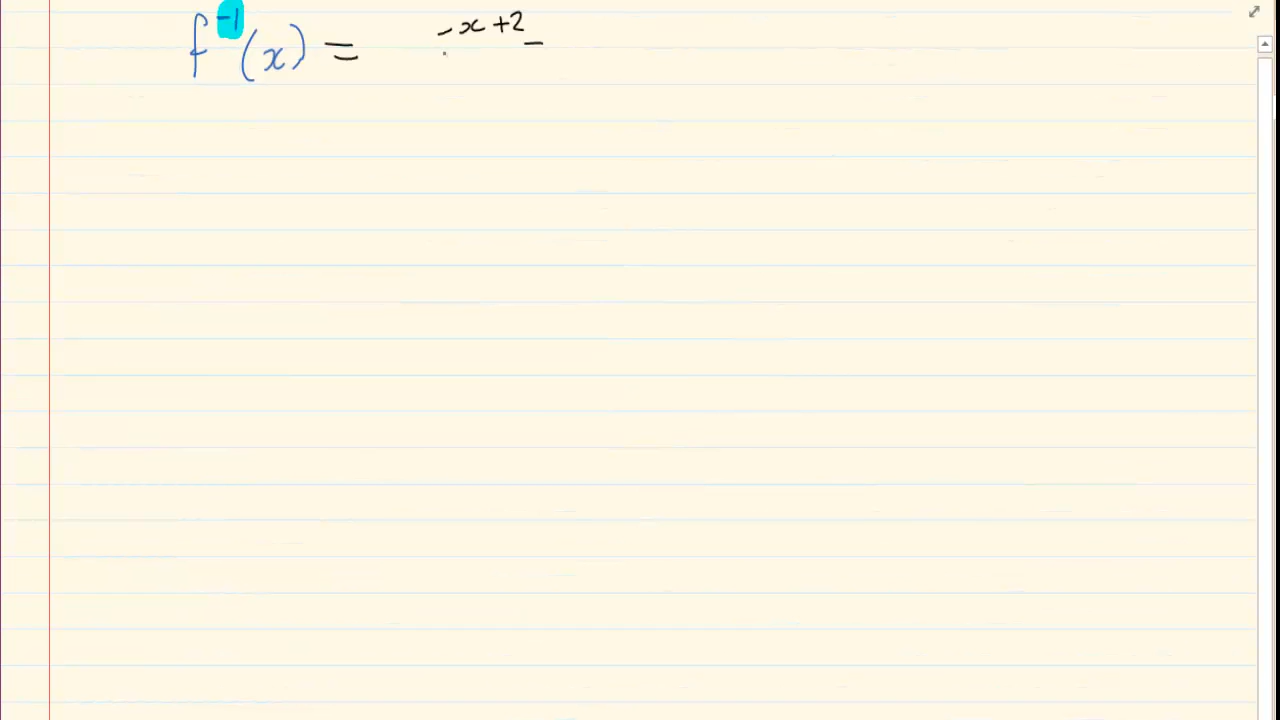 f⁻¹(x) = -x+2